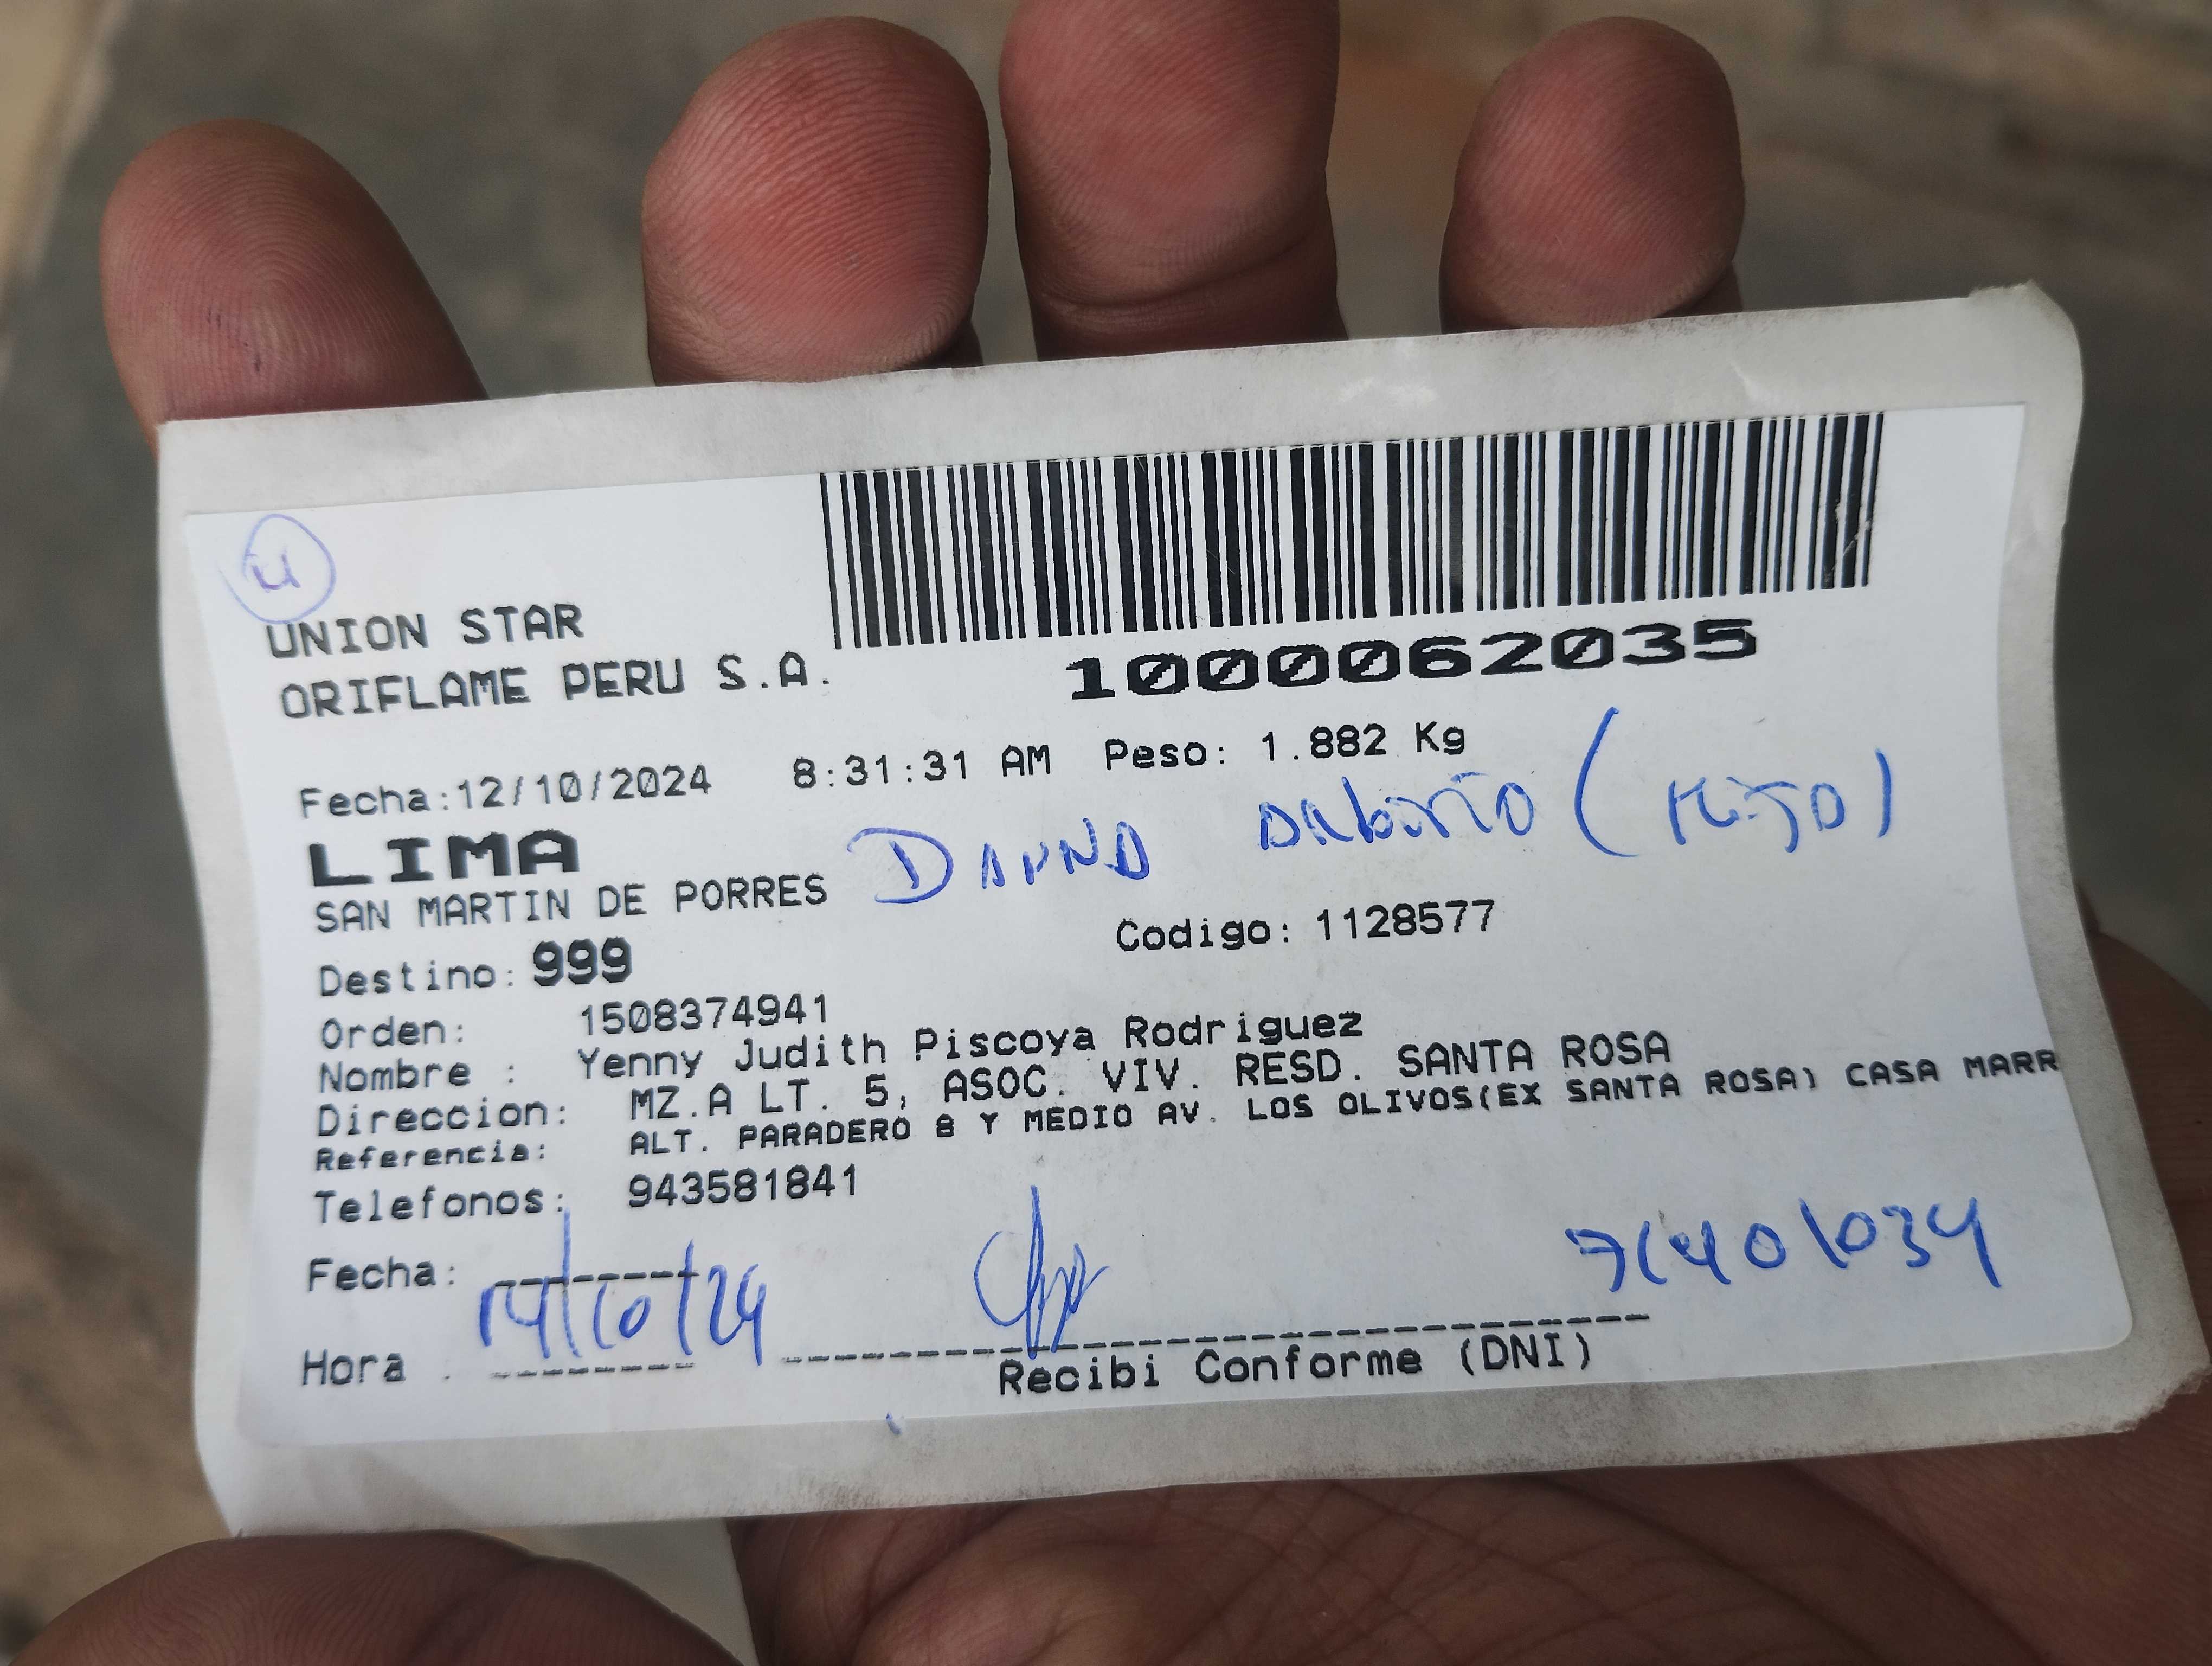 UNION STAR
ORIFLAME PERU S.A.
1000062035
Fecha:12/10/2024 8:31:31 AM Peso: 1.882 Kg
LIMA
(Hijo)
SAN MARTIN DE PORRES
Codigo: 1128577
Destino: 999
Orden: 1508374941
Nombre : Yenny Judith Piscoya Rodriguez
Direccion: MZ.A LT. 5, ASOC. VIV. RESD. SANTA ROSA
Referencia: ALT. PARADERO 8 Y MEDIO AV. LOS OLIVOS(EX SANTA ROSA) CASA MARR
Telefonos: 943581841
Fecha: 14/10/24
Hora :
Recibi Conforme (DNI)